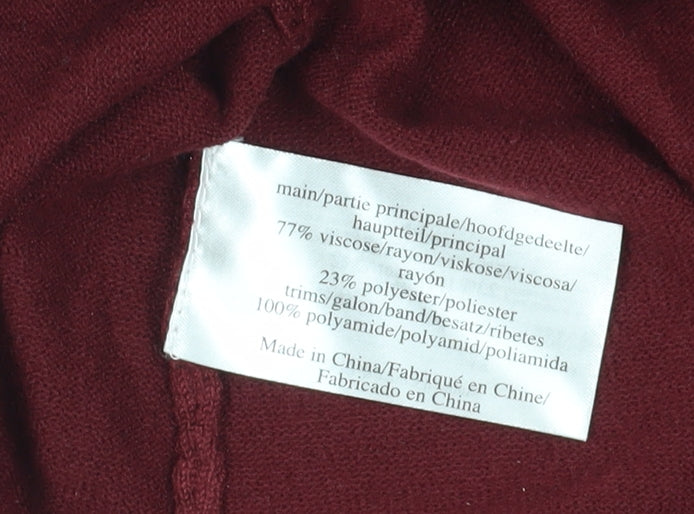 main/partie principale/hoofdgedeelte/
hauptteil/principal
77% viscose/rayon/viskose/viscosa/
rayón
23% polyester/poliester
trims/galon/band/besatz/ribetes
100% polyamide/polyamid/poliamida
Made in China/Fabriqué en Chine/
Fabricado en China